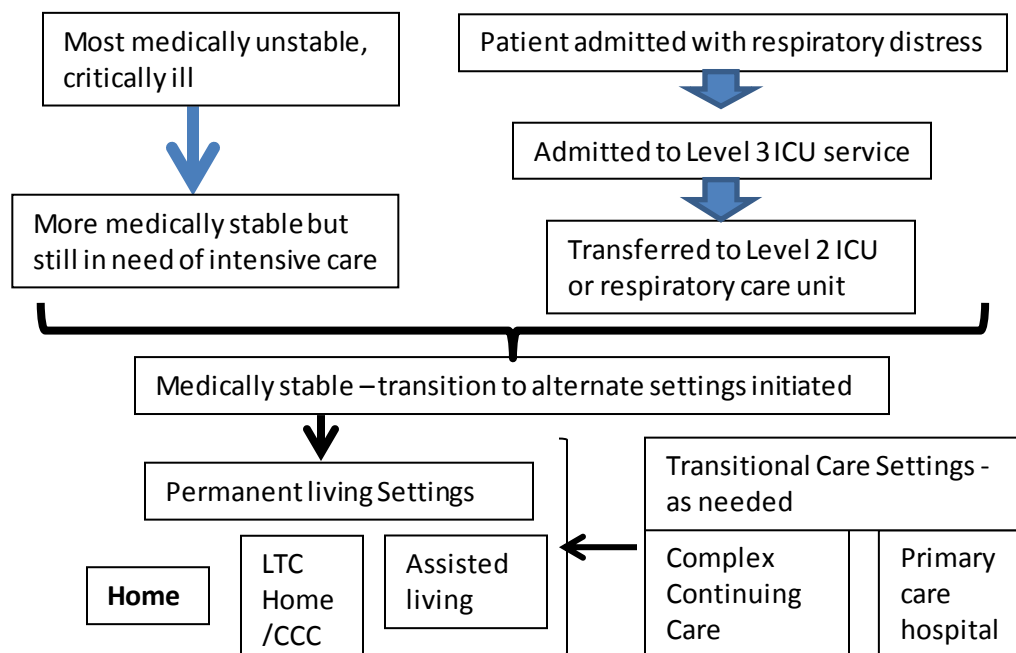 Most medically unstable,
critically ill
Patient admitted with respiratory distress
Admitted to Level 3 ICU service
More medically stable but
still in need of intensive care
Transferred to Level 2 ICU
or respiratory care unit
Medically stable – transition to alternate settings initiated
Permanent living Settings
Home
LTC
Home
/CCC
Assisted
living
Transitional Care Settings -
as needed
Complex
Continuing
Care
Primary
care
hospital